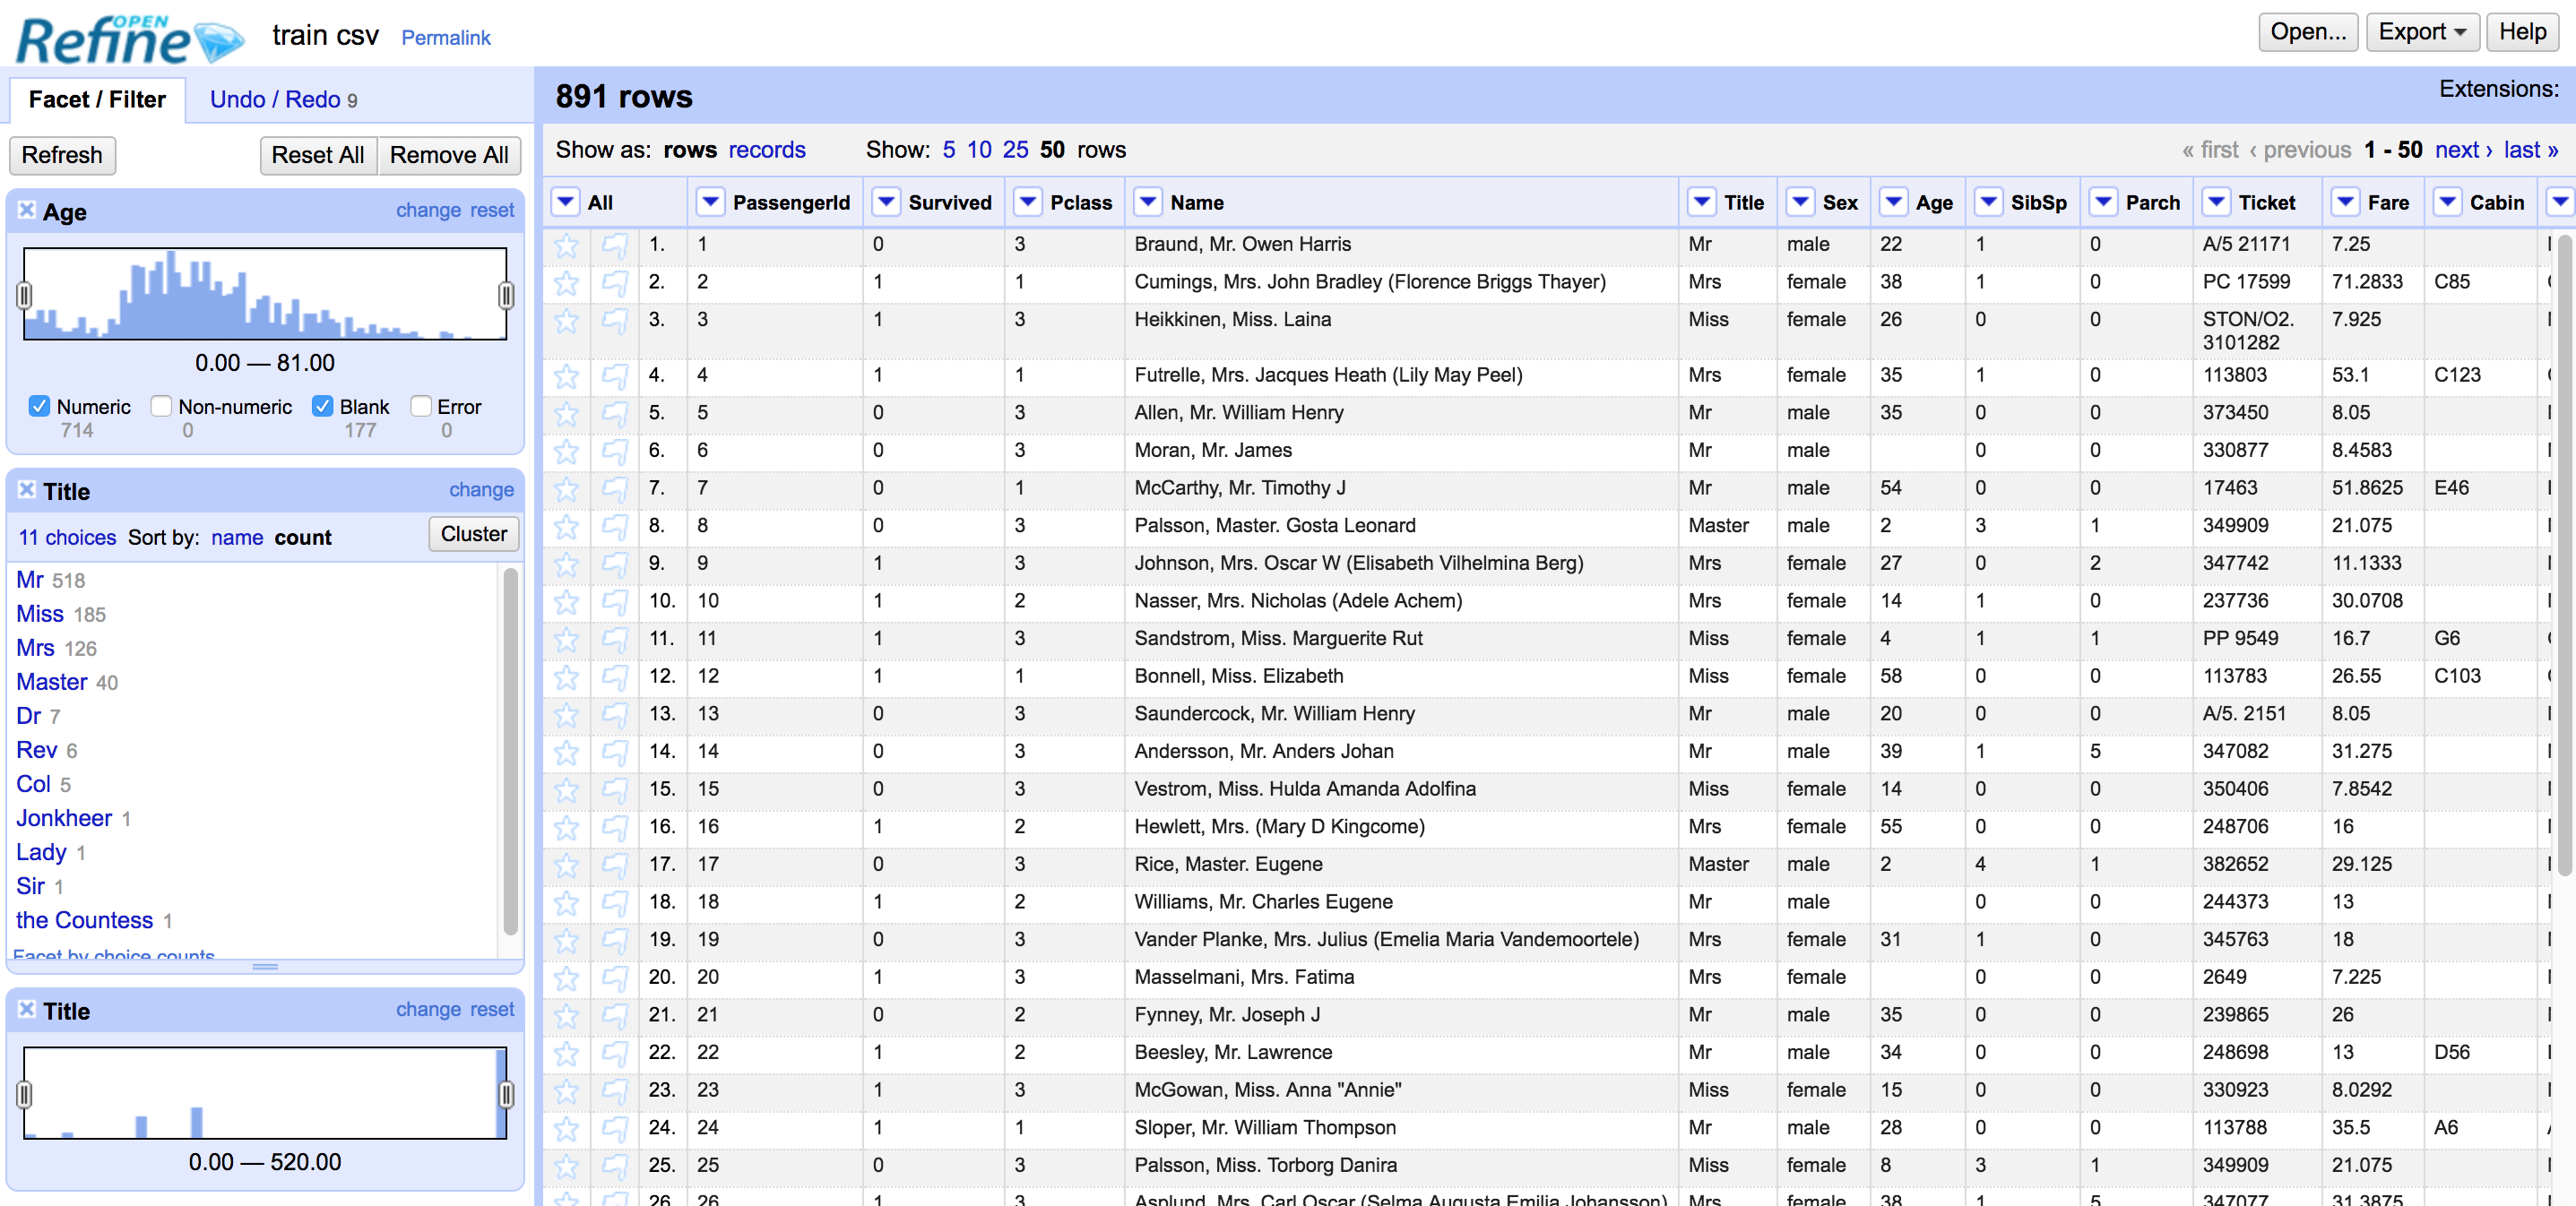 OPEN
Refine train csv Permalink Open... Export Help
Facet / Filter Undo / Redo 9
Refresh Reset All Remove All
Age change reset
0.00 — 81.00
Numeric Non-numeric Blank Error
714 0 177 0
Title change
11 choices Sort by: name count Cluster
Mr 518
Miss 185
Mrs 126
Master 40
Dr 7
Rev 6
Col 5
Jonkheer 1
Lady 1
Sir 1
the Countess 1
Facet by choice counts
Title change reset
0.00 — 520.00
891 rows Extensions:
Show as: rows records Show: 5 10 25 50 rows « first ‹ previous 1 - 50 next › last »
All PassengerId Survived Pclass Name Title Sex Age SibSp Parch Ticket Fare Cabin
1. 1 0 3 Braund, Mr. Owen Harris Mr male 22 1 0 A/5 21171 7.25
2. 2 1 1 Cumings, Mrs. John Bradley (Florence Briggs Thayer) Mrs female 38 1 0 PC 17599 71.2833 C85
3. 3 1 3 Heikkinen, Miss. Laina Miss female 26 0 0 STON/O2. 7.925
3101282
4. 4 1 1 Futrelle, Mrs. Jacques Heath (Lily May Peel) Mrs female 35 1 0 113803 53.1 C123
5. 5 0 3 Allen, Mr. William Henry Mr male 35 0 0 373450 8.05
6. 6 0 3 Moran, Mr. James Mr male 0 0 330877 8.4583
7. 7 0 1 McCarthy, Mr. Timothy J Mr male 54 0 0 17463 51.8625 E46
8. 8 0 3 Palsson, Master. Gosta Leonard Master male 2 3 1 349909 21.075
9. 9 1 3 Johnson, Mrs. Oscar W (Elisabeth Vilhelmina Berg) Mrs female 27 0 2 347742 11.1333
10. 10 1 2 Nasser, Mrs. Nicholas (Adele Achem) Mrs female 14 1 0 237736 30.0708
11. 11 1 3 Sandstrom, Miss. Marguerite Rut Miss female 4 1 1 PP 9549 16.7 G6
12. 12 1 1 Bonnell, Miss. Elizabeth Miss female 58 0 0 113783 26.55 C103
13. 13 0 3 Saundercock, Mr. William Henry Mr male 20 0 0 A/5. 2151 8.05
14. 14 0 3 Andersson, Mr. Anders Johan Mr male 39 1 5 347082 31.275
15. 15 0 3 Vestrom, Miss. Hulda Amanda Adolfina Miss female 14 0 0 350406 7.8542
16. 16 1 2 Hewlett, Mrs. (Mary D Kingcome) Mrs female 55 0 0 248706 16
17. 17 0 3 Rice, Master. Eugene Master male 2 4 1 382652 29.125
18. 18 1 2 Williams, Mr. Charles Eugene Mr male 0 0 244373 13
19. 19 0 3 Vander Planke, Mrs. Julius (Emelia Maria Vandemoortele) Mrs female 31 1 0 345763 18
20. 20 1 3 Masselmani, Mrs. Fatima Mrs female 0 0 2649 7.225
21. 21 0 2 Fynney, Mr. Joseph J Mr male 35 0 0 239865 26
22. 22 1 2 Beesley, Mr. Lawrence Mr male 34 0 0 248698 13 D56
23. 23 1 3 McGowan, Miss. Anna "Annie" Miss female 15 0 0 330923 8.0292
24. 24 1 1 Sloper, Mr. William Thompson Mr male 28 0 0 113788 35.5 A6
25. 25 0 3 Palsson, Miss. Torborg Danira Miss female 8 3 1 349909 21.075
26. 26 1 3 Asplund, Mrs. Carl Oscar (Selma Augusta Emilia Johansson) Mrs female 38 1 5 347077 31.3875